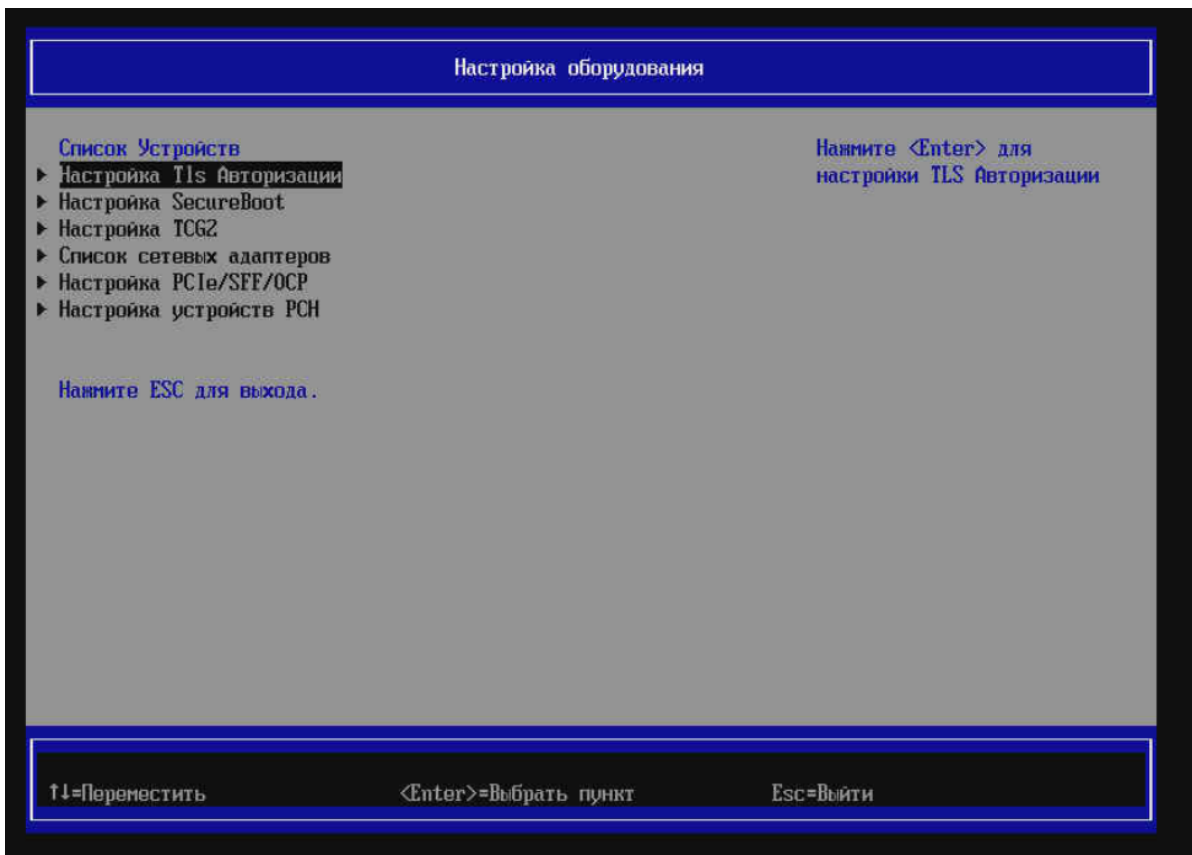 Настройка оборудования
Список Устройств
Настройка Tls Авторизации
Настройка SecureBoot
Настройка TCG2
Список сетевых адаптеров
Настройка PCIe/SFF/OCP
Настройка устройств PCH
Нажмите ESC для выхода.
Нажмите <Enter> для
настройки TLS Авторизации
↑↓=Переместить <Enter>=Выбрать пункт Esc=Выйти